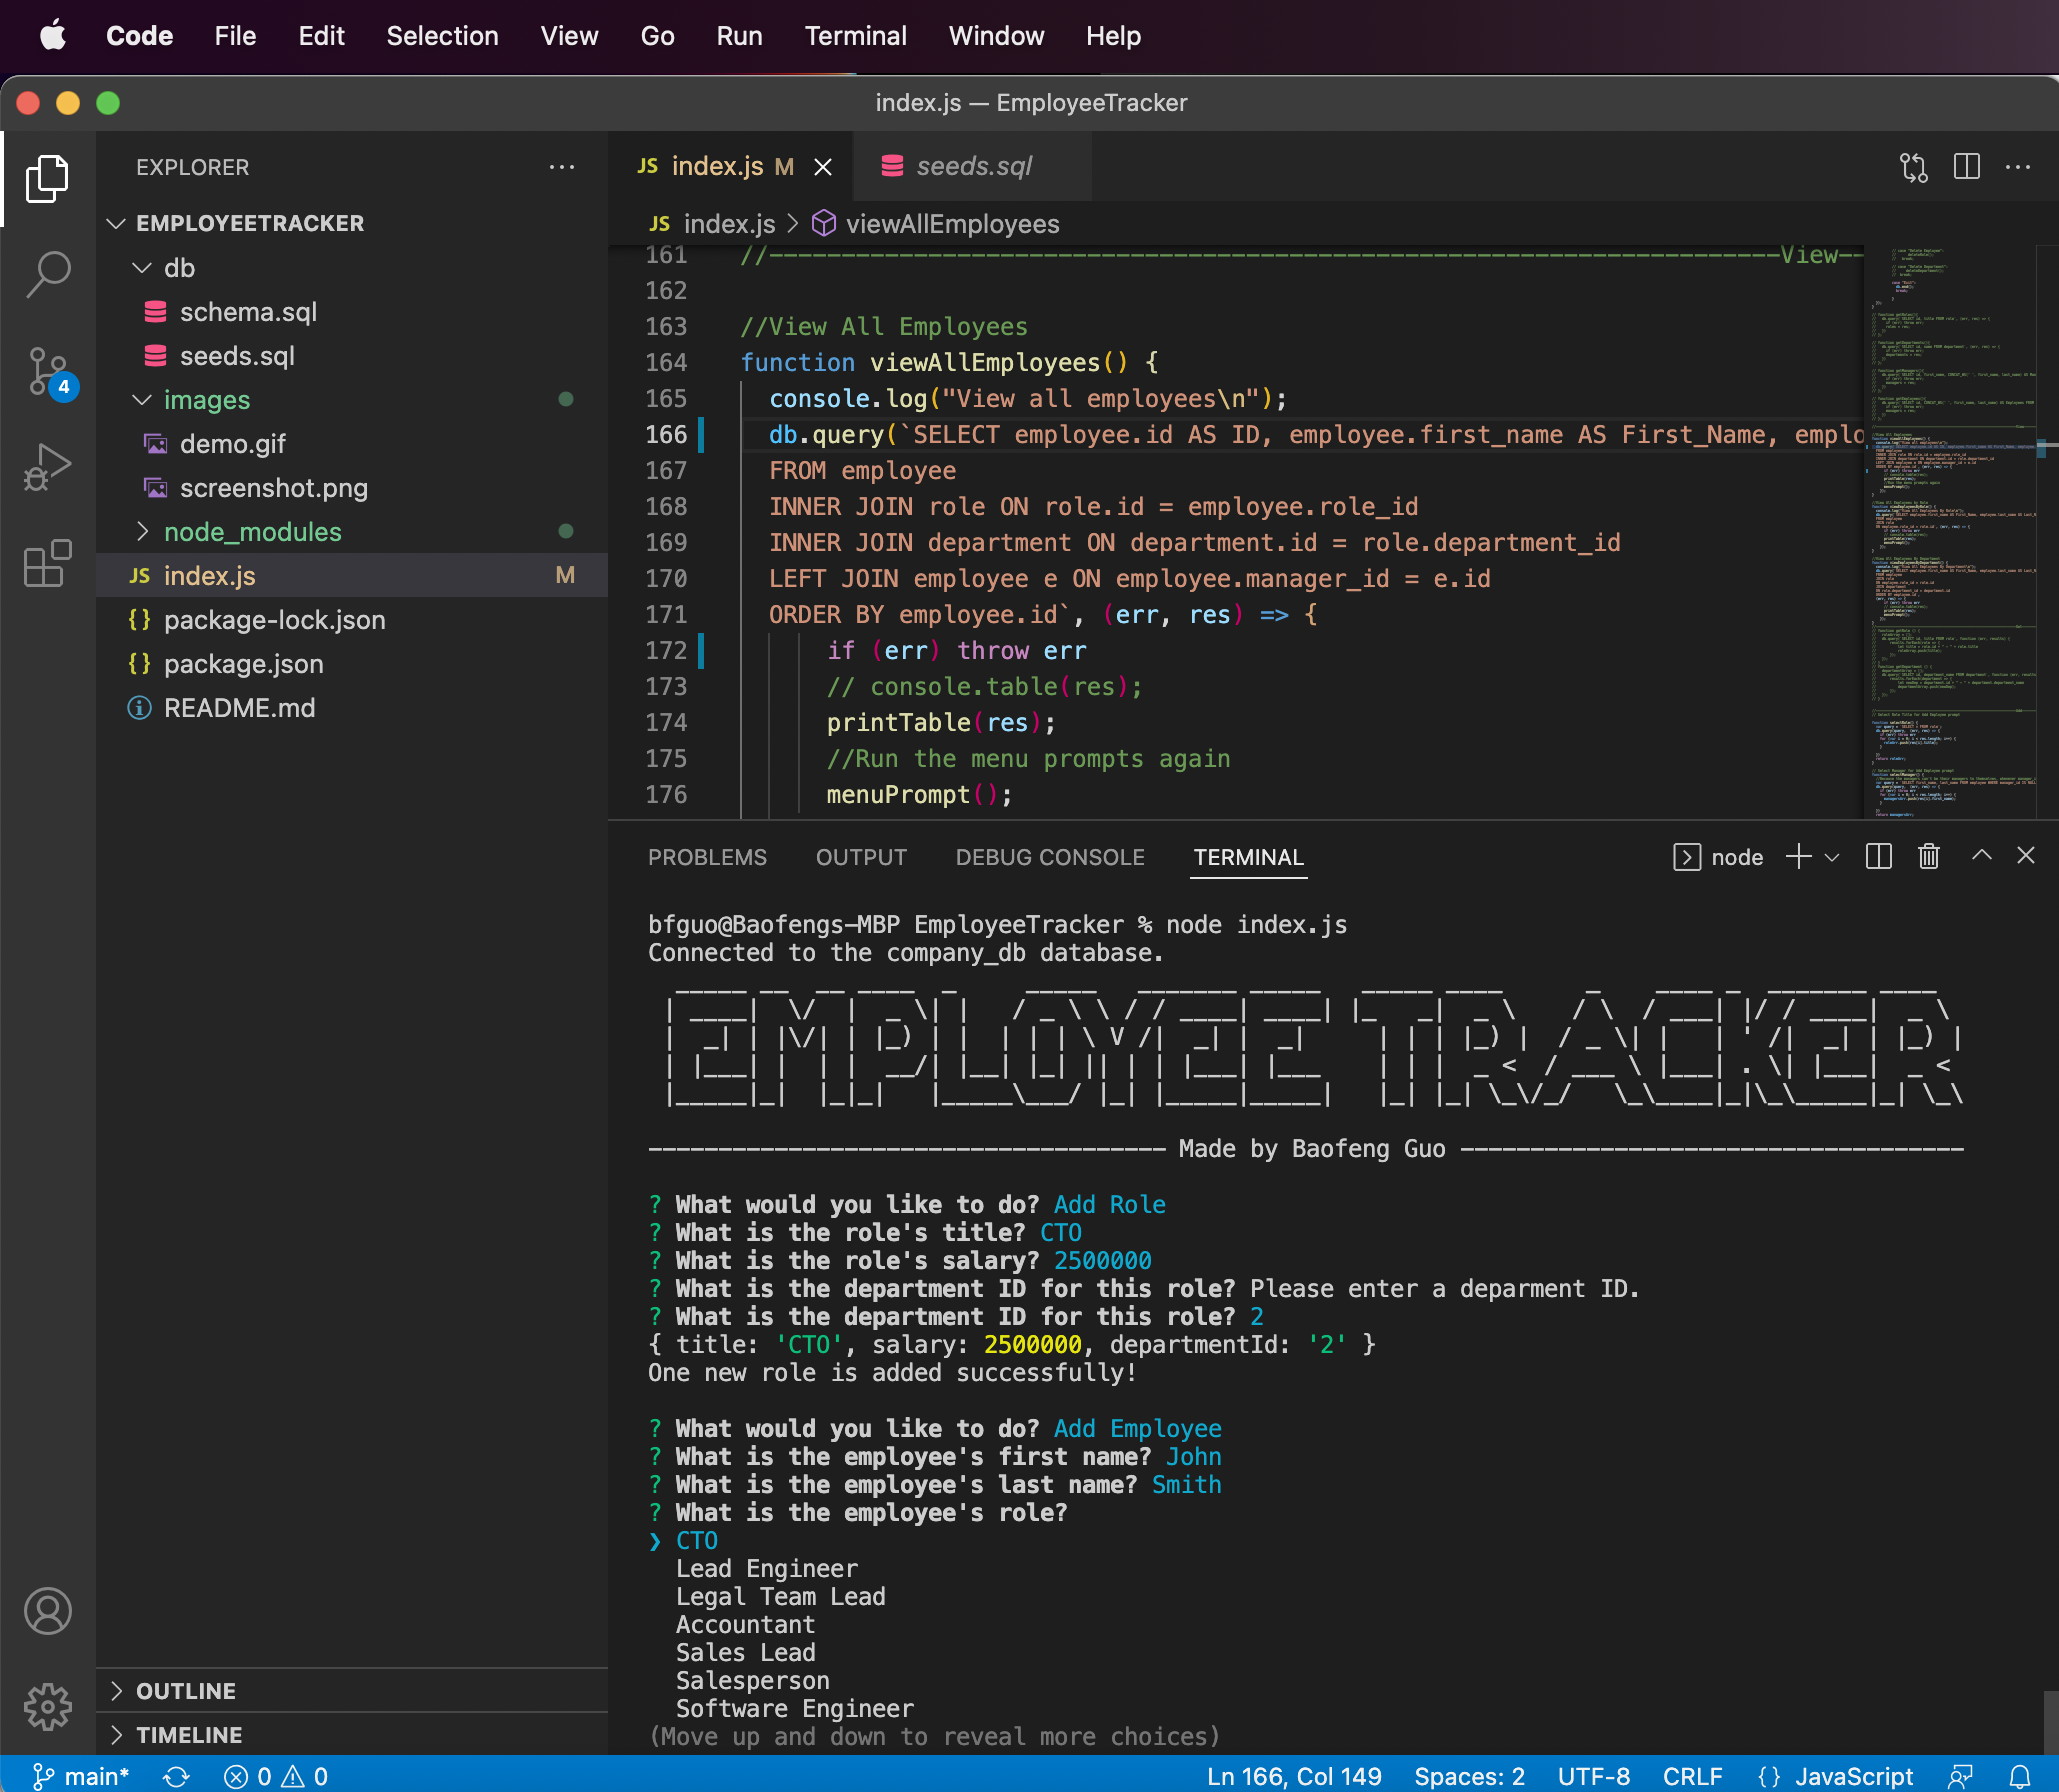 Code File Edit Selection View Go Run Terminal Window Help
index.js — EmployeeTracker
EXPLORER
EMPLOYEETRACKER
db
schema.sql
seeds.sql
4
images
demo.gif
screenshot.png
node_modules
JS index.js M
{} package-lock.json
{} package.json
README.md
OUTLINE
TIMELINE
JS index.js M seeds.sql
JS index.js > viewAllEmployees
161 //----------------------------------------------------------------------View--
162
163 //View All Employees
164 function viewAllEmployees() {
165 console.log("View all employees\n");
166 db.query(`SELECT employee.id AS ID, employee.first_name AS First_Name, emplo
167 FROM employee
168 INNER JOIN role ON role.id = employee.role_id
169 INNER JOIN department ON department.id = role.department_id
170 LEFT JOIN employee e ON employee.manager_id = e.id
171 ORDER BY employee.id`, (err, res) => {
172 if (err) throw err
173 // console.table(res);
174 printTable(res);
175 //Run the menu prompts again
176 menuPrompt();
PROBLEMS OUTPUT DEBUG CONSOLE TERMINAL node
bfguo@Baofengs-MBP EmployeeTracker % node index.js
Connected to the company_db database.
EMPLOYEE TRACKER
------------------------------------- Made by Baofeng Guo ------------------------------------
? What would you like to do? Add Role
? What is the role's title? CTO
? What is the role's salary? 2500000
? What is the department ID for this role? Please enter a deparment ID.
? What is the department ID for this role? 2
{ title: 'CTO', salary: 2500000, departmentId: '2' }
One new role is added successfully!
? What would you like to do? Add Employee
? What is the employee's first name? John
? What is the employee's last name? Smith
? What is the employee's role?
❯ CTO
Lead Engineer
Legal Team Lead
Accountant
Sales Lead
Salesperson
Software Engineer
(Move up and down to reveal more choices)
main* 0 0 Ln 166, Col 149 Spaces: 2 UTF-8 CRLF {} JavaScript